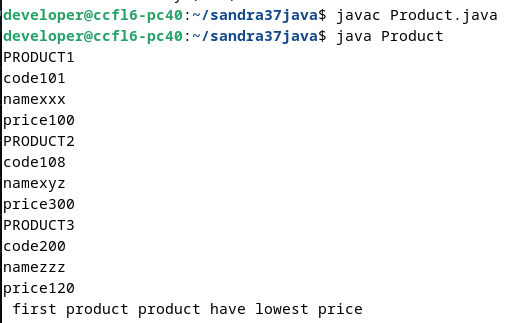 developer@ccfl6-pc40:~/sandra37java$ javac Product.java
developer@ccfl6-pc40:~/sandra37java$ java Product
PRODUCT1
code101
namexxx
price100
PRODUCT2
code108
namexyz
price300
PRODUCT3
code200
namezzz
price120
first product product have lowest price